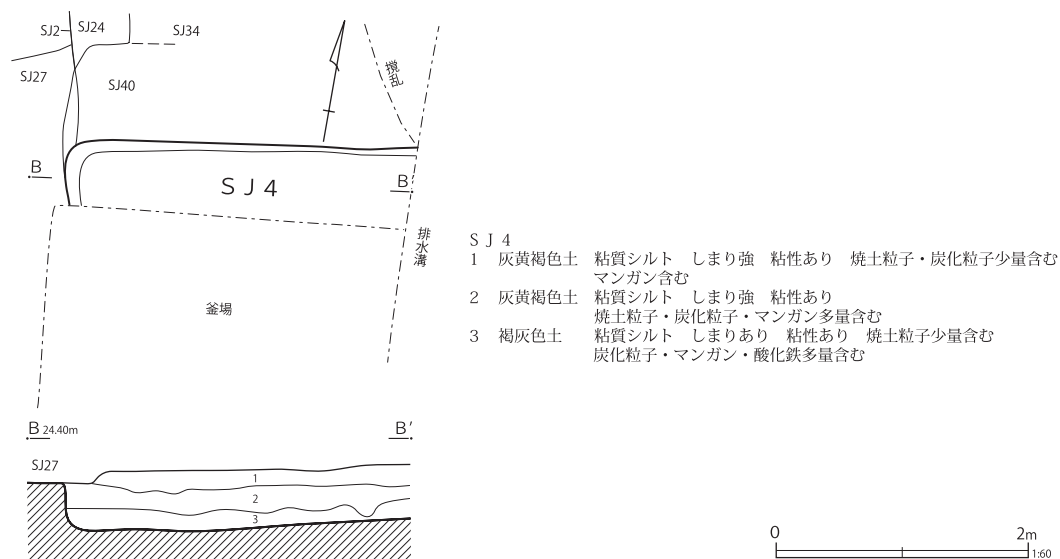 SJ2
SJ24
SJ34
SJ27
SJ40
撹乱
B
SJ4
B′
排水溝
釜場
B 24.40m
B′
SJ27
1
2
3
SJ4
1 灰黄褐色土 粘質シルト しまり強 粘性あり 焼土粒子・炭化粒子少量含む
マンガン含む
2 灰黄褐色土 粘質シルト しまり強 粘性あり
焼土粒子・炭化粒子・マンガン多量含む
3 褐灰色土 粘質シルト しまりあり 粘性あり 焼土粒子少量含む
炭化粒子・マンガン・酸化鉄多量含む
0 2m
1:60